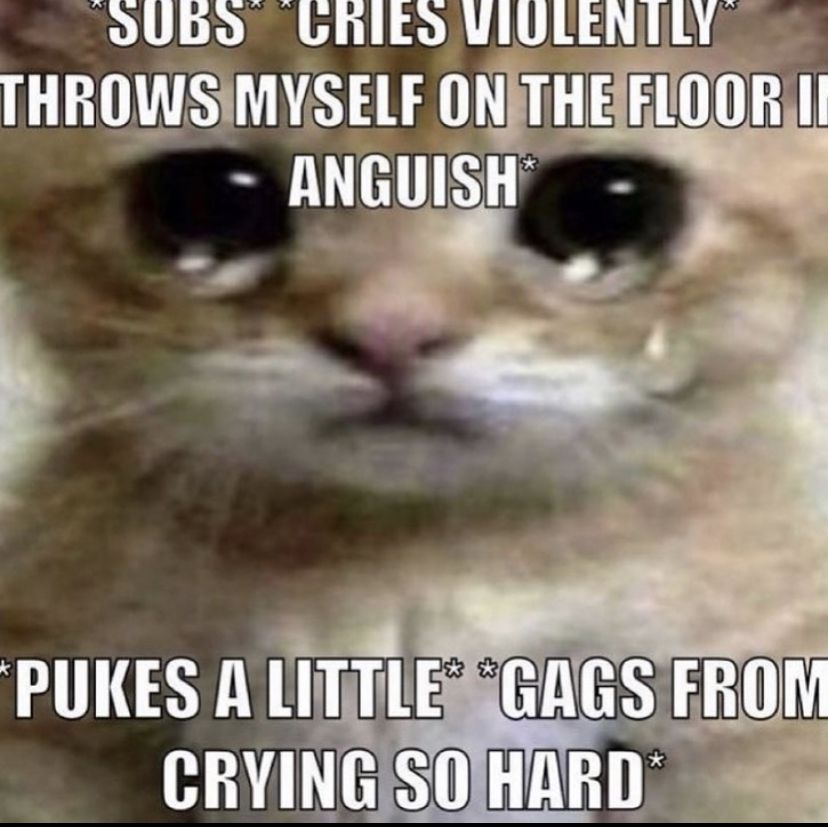 *SOBS* *CRIES VIOLENTLY*
THROWS MYSELF ON THE FLOOR
ANGUISH*
*PUKES A LITTLE* *GAGS FROM
CRYING SO HARD*